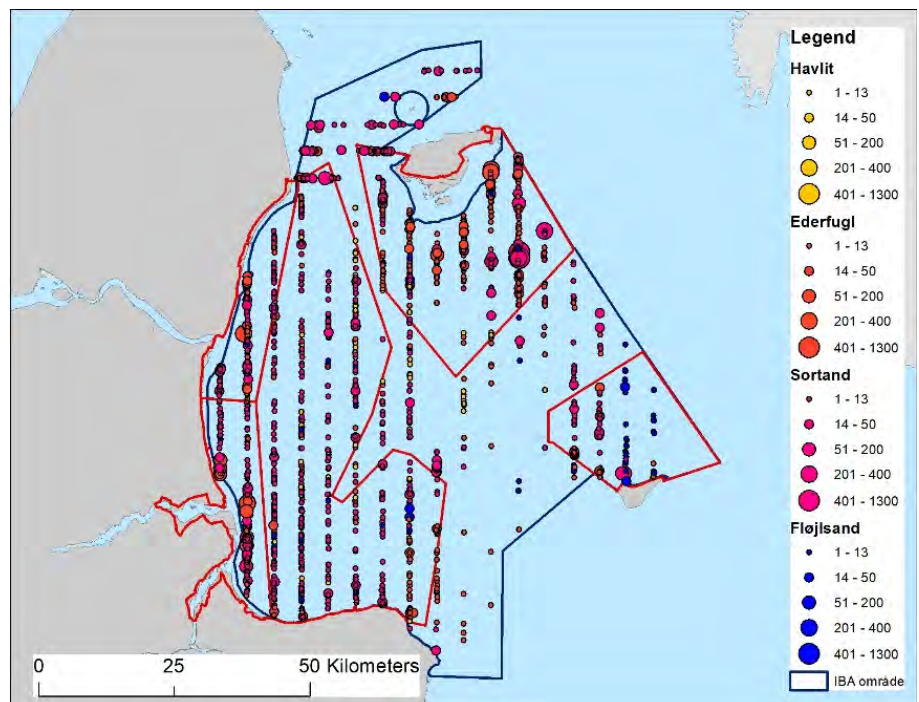 Legend
Havlit
1 - 13
14 - 50
51 - 200
201 - 400
401 - 1300
Ederfugl
1 - 13
14 - 50
51 - 200
201 - 400
401 - 1300
Sortand
1 - 13
14 - 50
51 - 200
201 - 400
401 - 1300
Fløjlsand
1 - 13
14 - 50
51 - 200
201 - 400
401 - 1300
IBA område
0 25 50 Kilometers